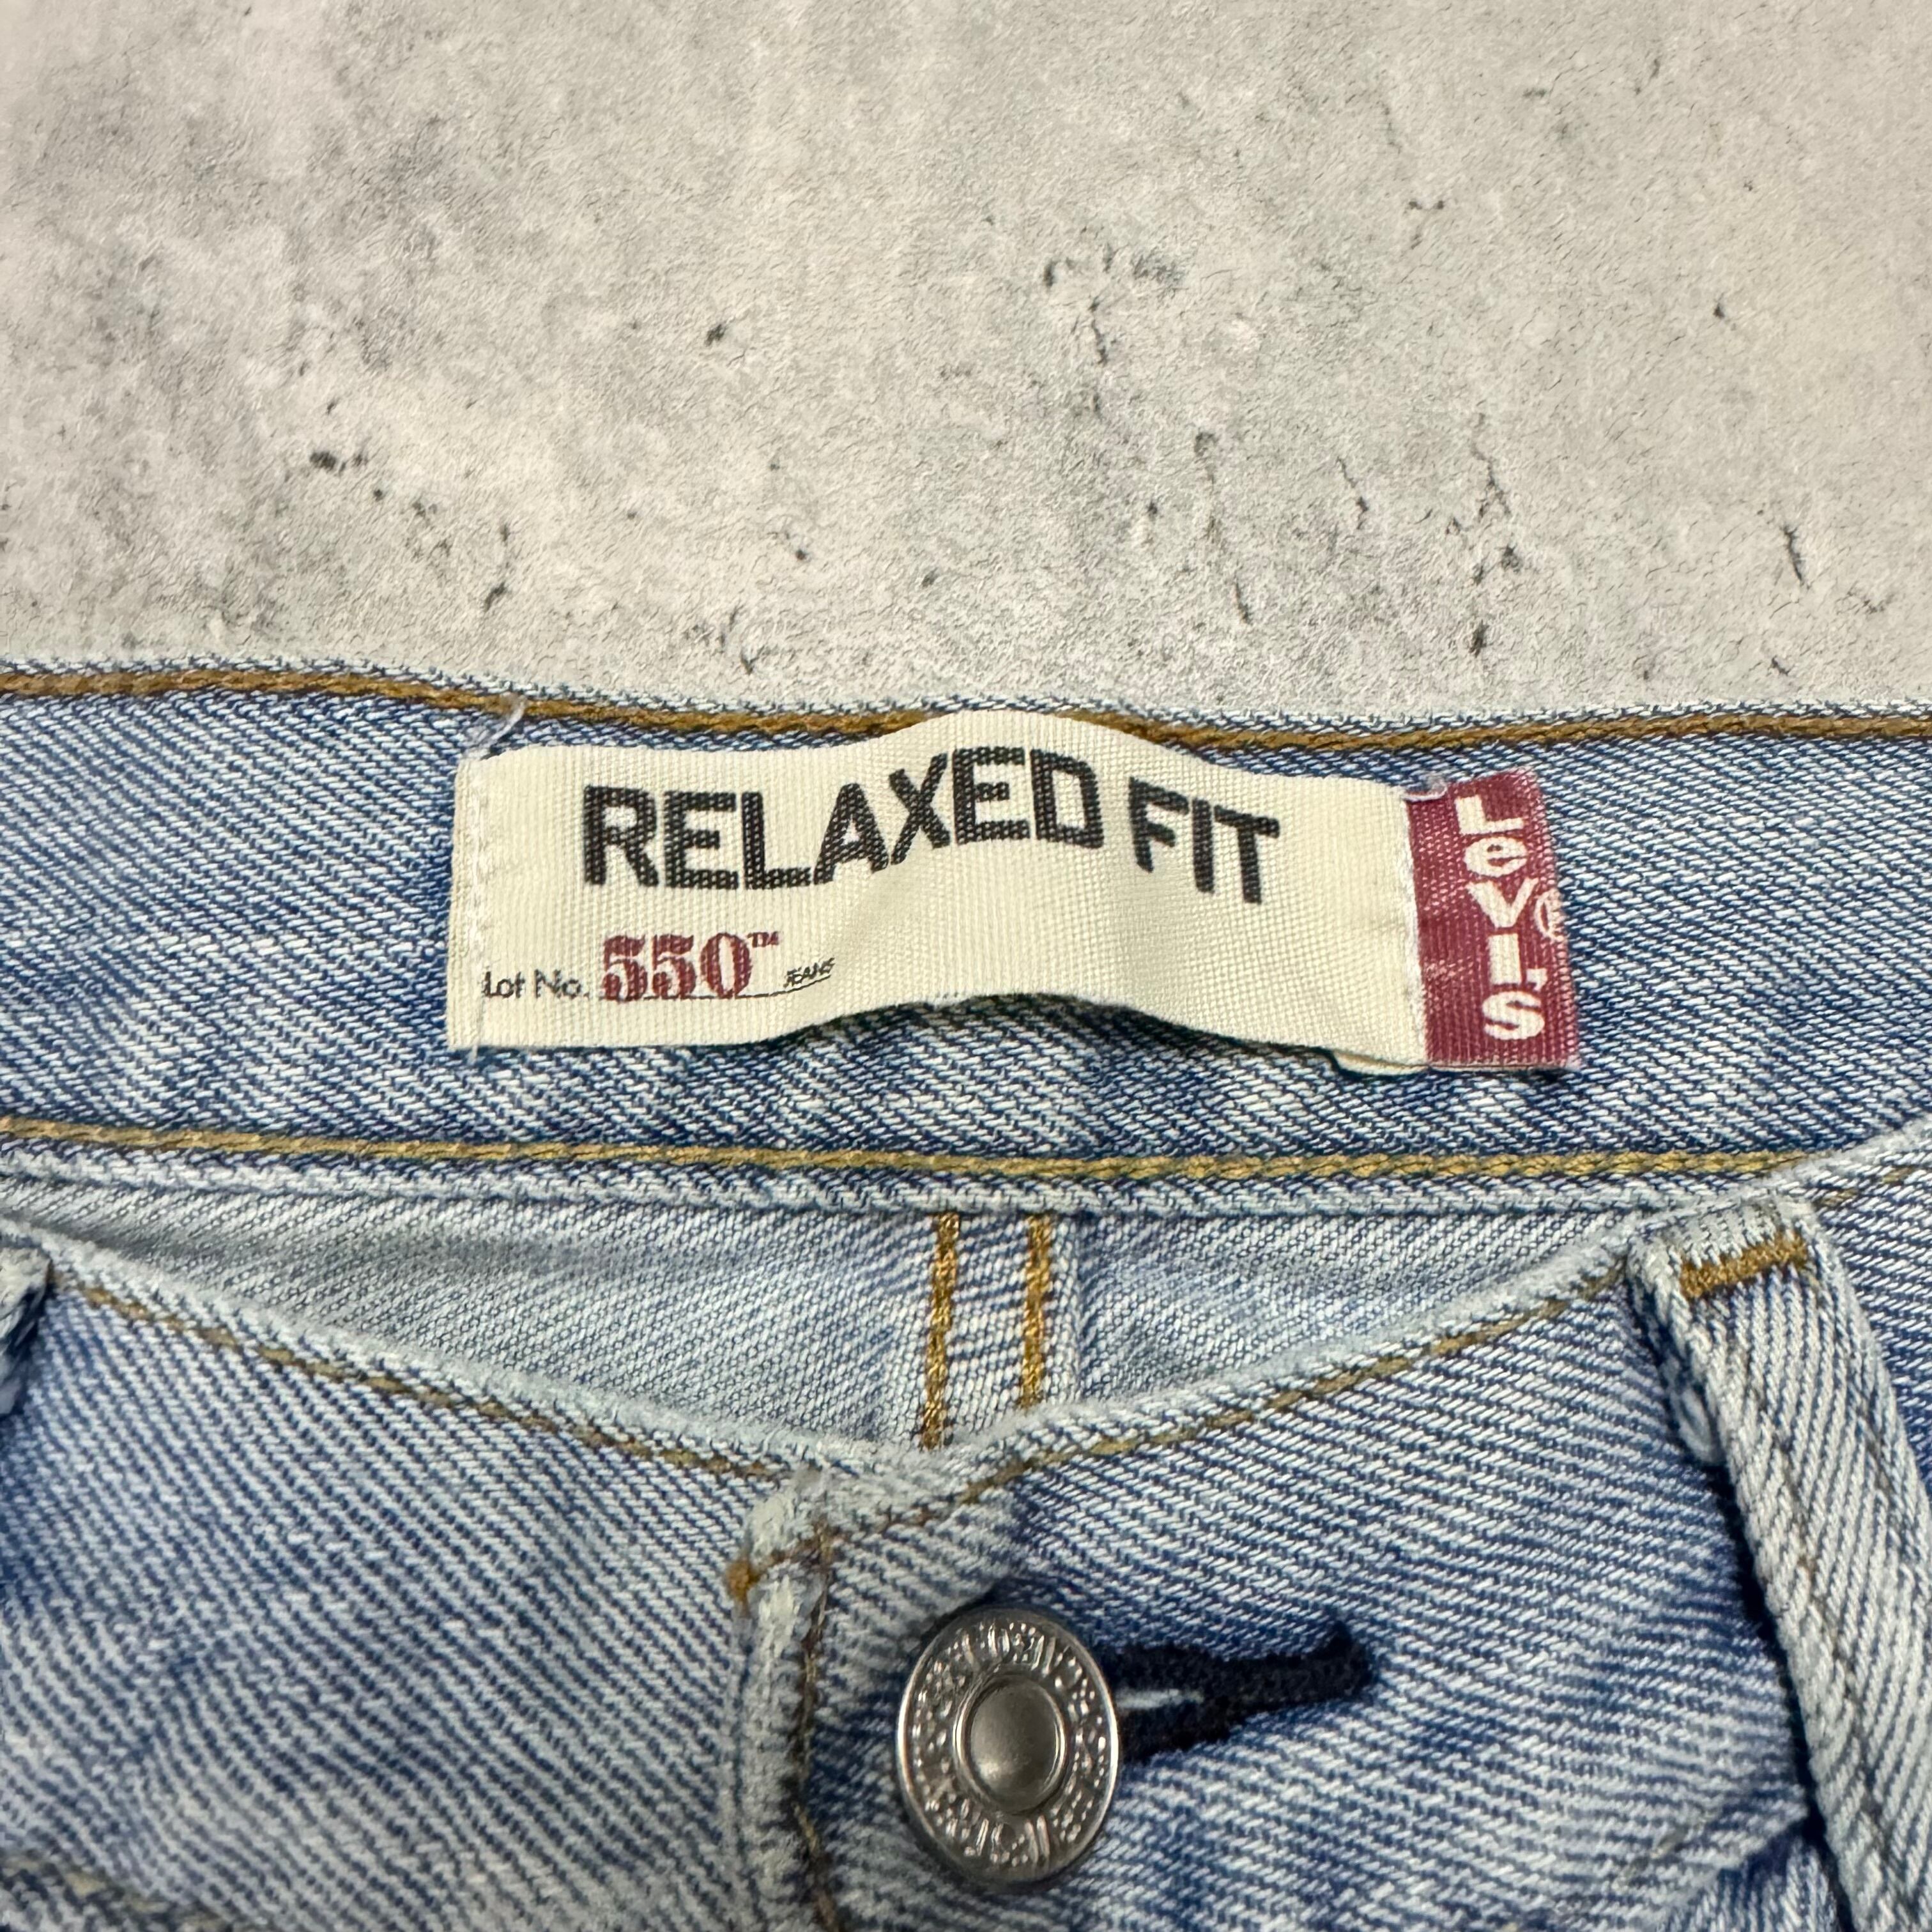 RELAXED FIT
Lot No. 550™ JEANS
LeVI'S®